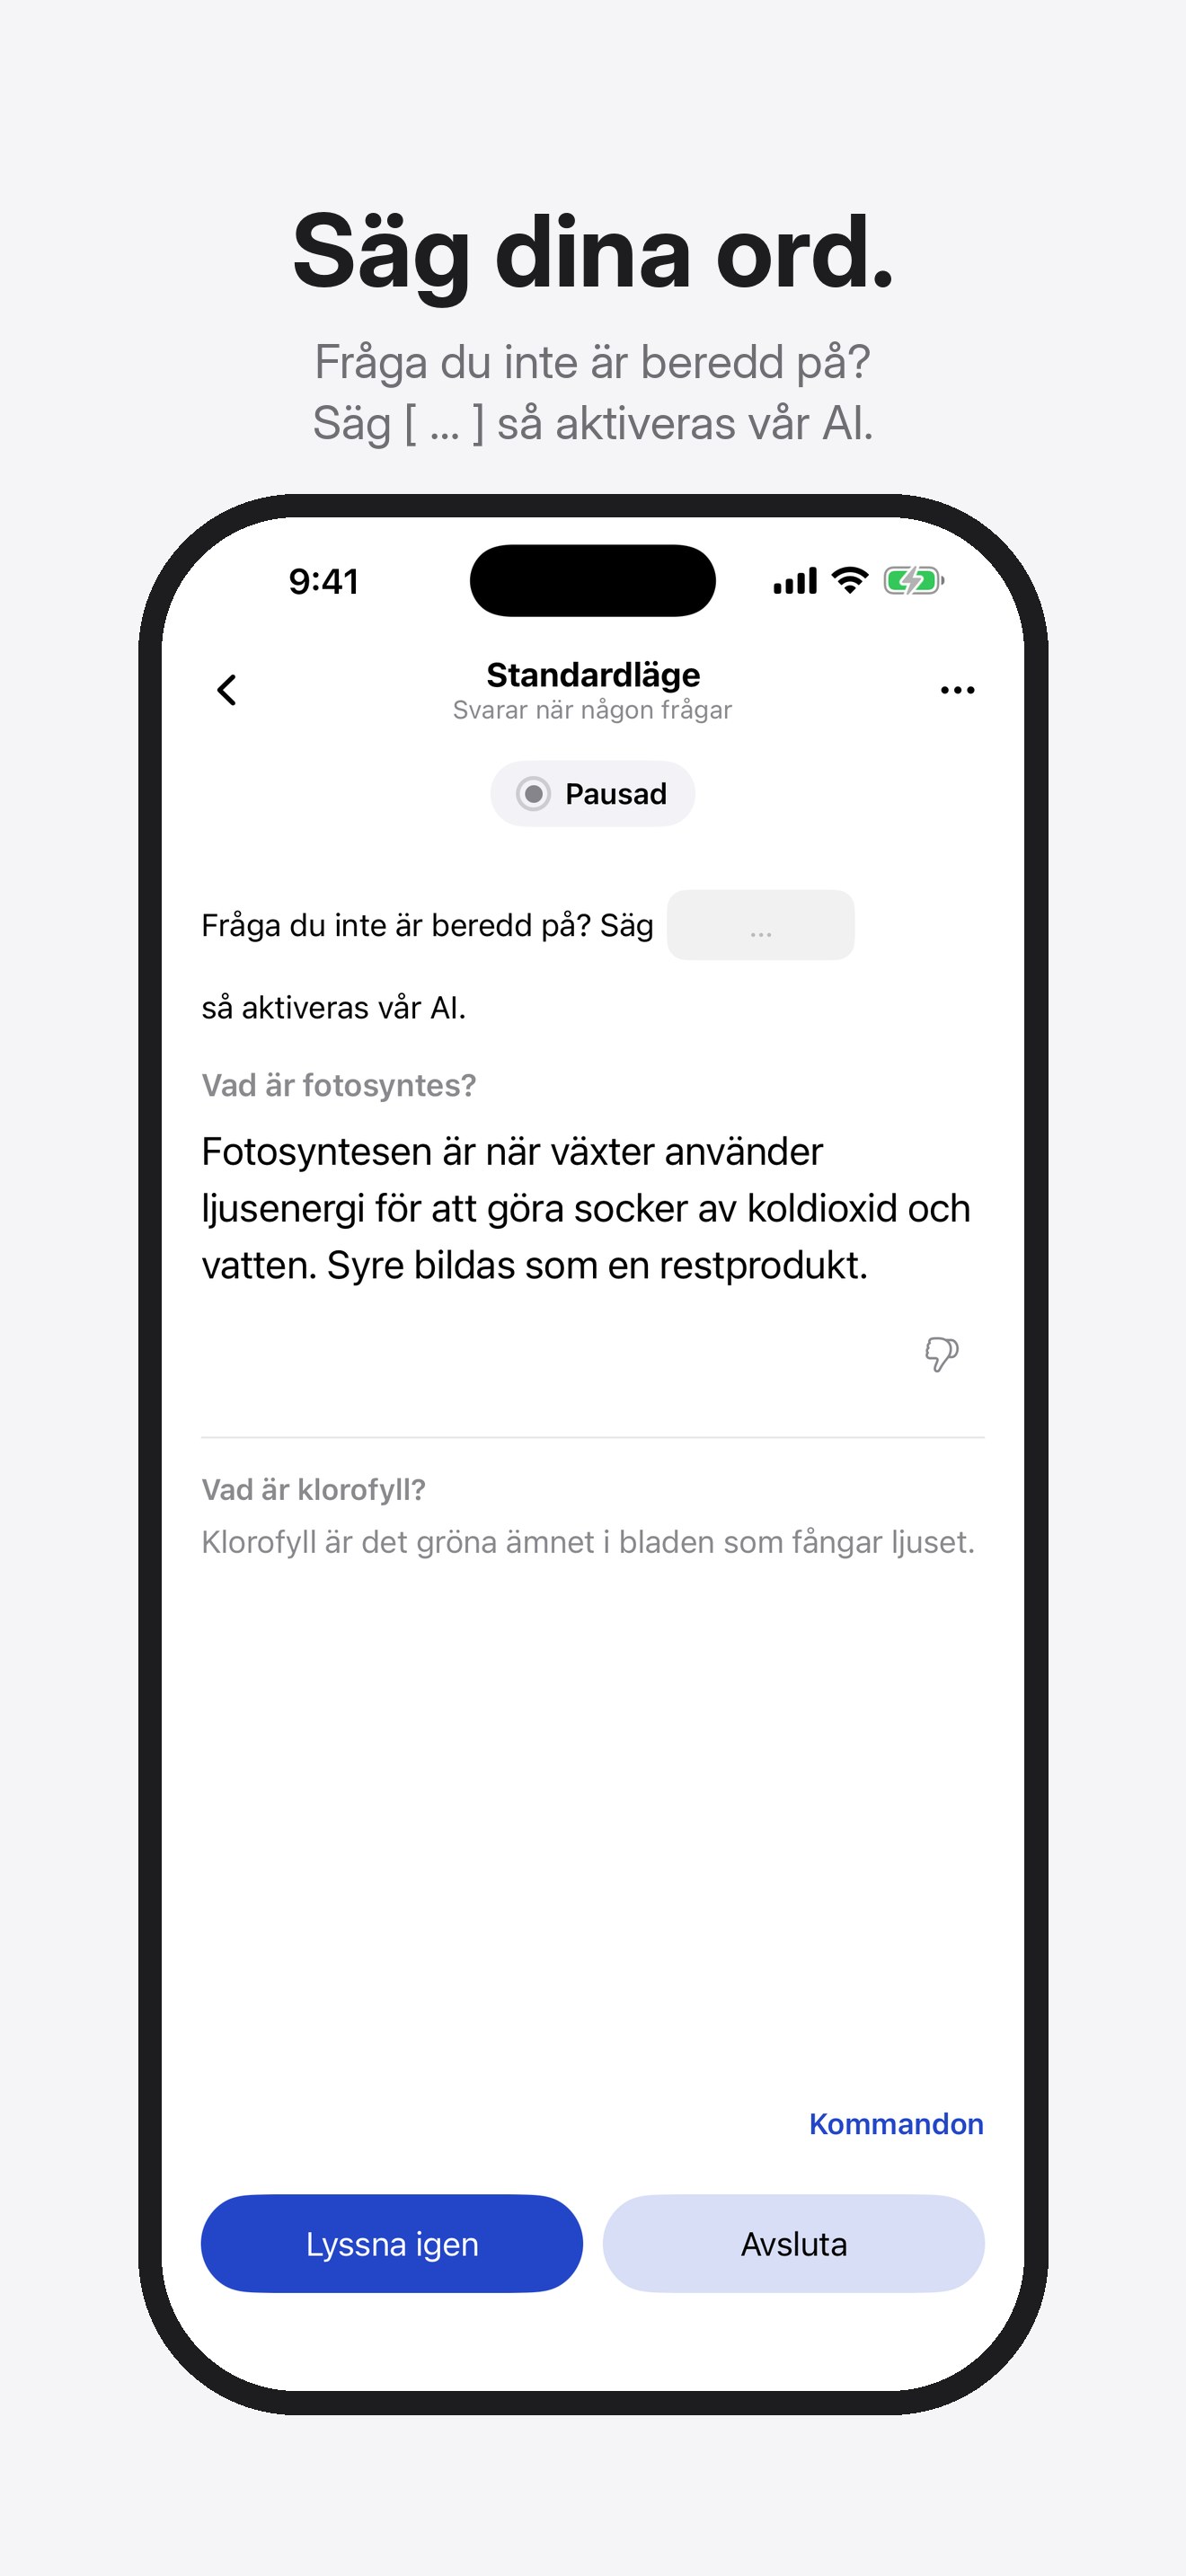 Säg dina ord.
Fråga du inte är beredd på?
Säg [ ... ] så aktiveras vår AI.
9:41
Standardläge
Svarar när någon frågar
Pausad
Fråga du inte är beredd på? Säg ...
så aktiveras vår AI.
Vad är fotosyntes?
Fotosyntesen är när växter använder
ljusenergi för att göra socker av koldioxid och
vatten. Syre bildas som en restprodukt.
Vad är klorofyll?
Klorofyll är det gröna ämnet i bladen som fångar ljuset.
Kommandon
Lyssna igen
Avsluta